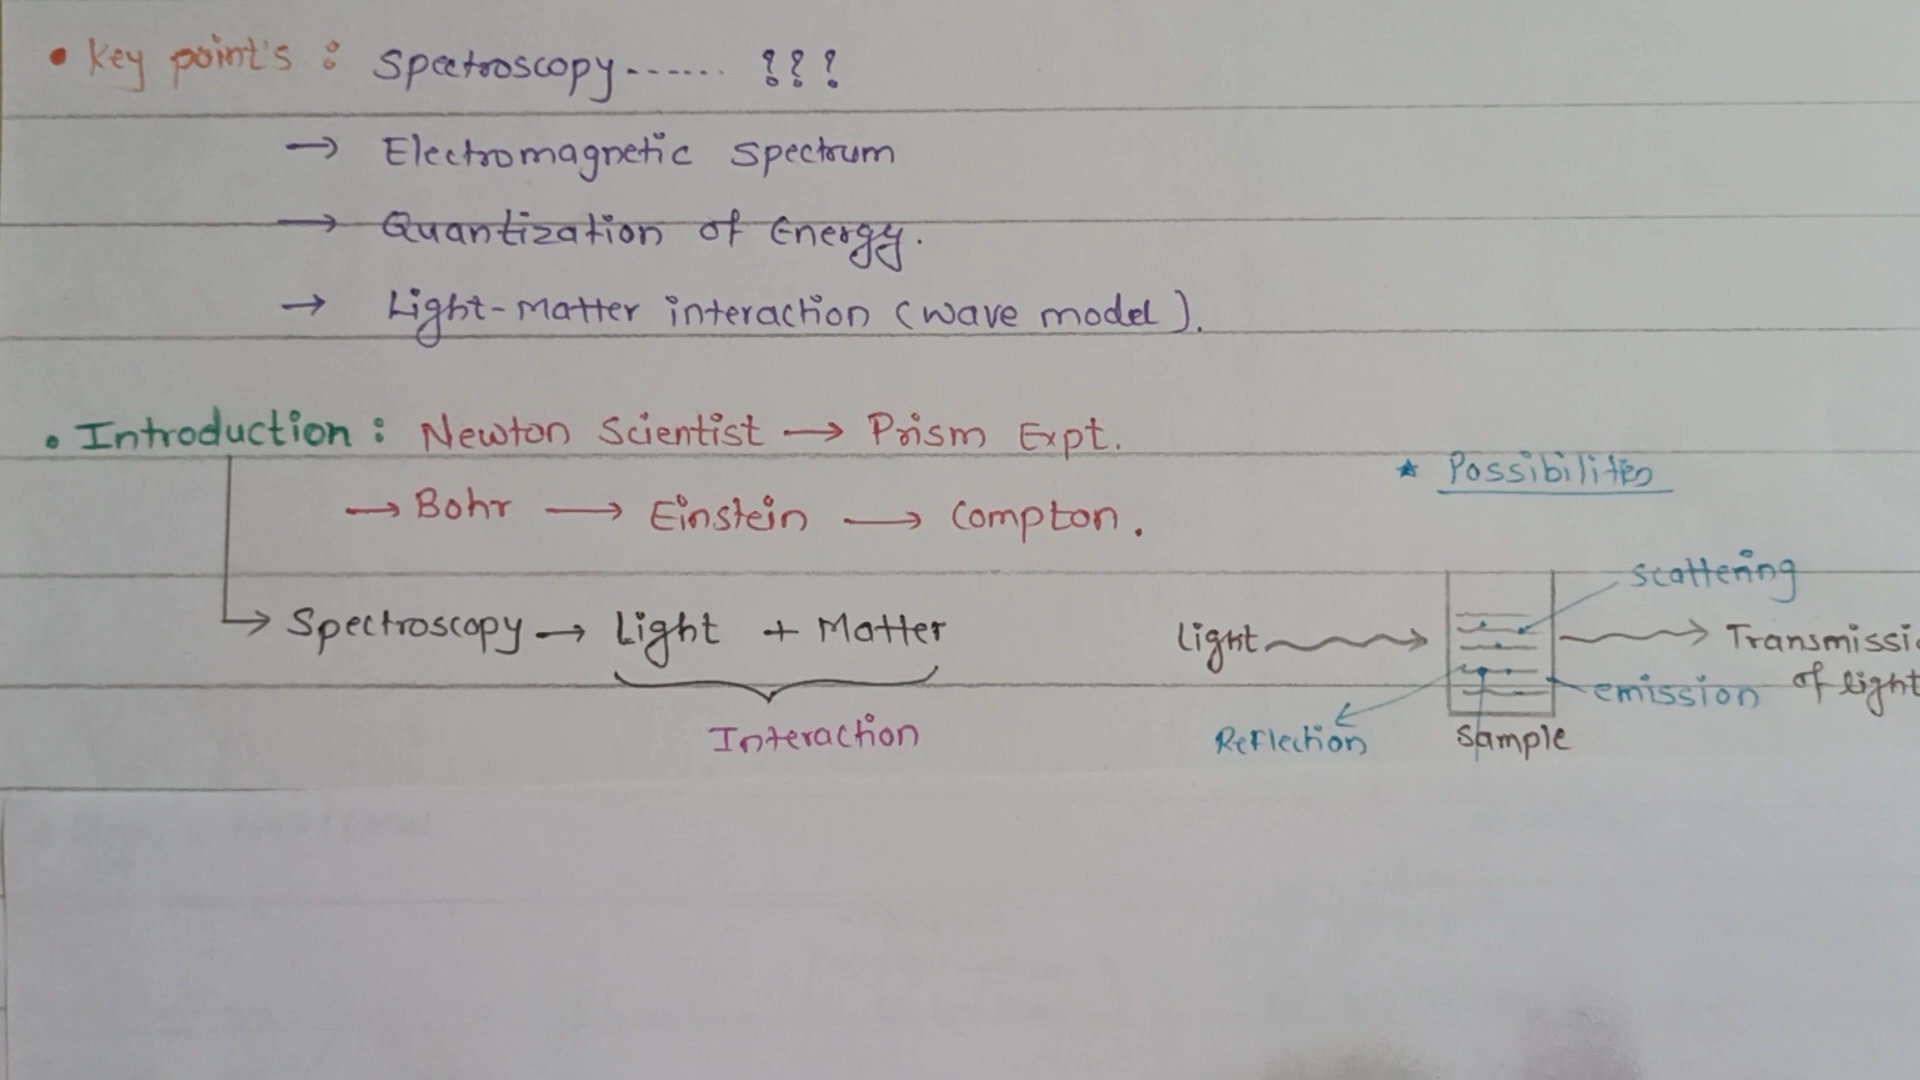 • Key point's : Spectroscopy...... ???
→ Electromagnetic spectrum
→ Quantization of Energy.
→ Light-matter interaction (wave model).
• Introduction : Newton Scientist → Prism Expt.
→ Bohr → Einstein → Compton.
→ Spectroscopy → Light + Matter
Interaction
★ Possibilities
scattering
Light → Transmissi
of light
emission
Reflection
Sample